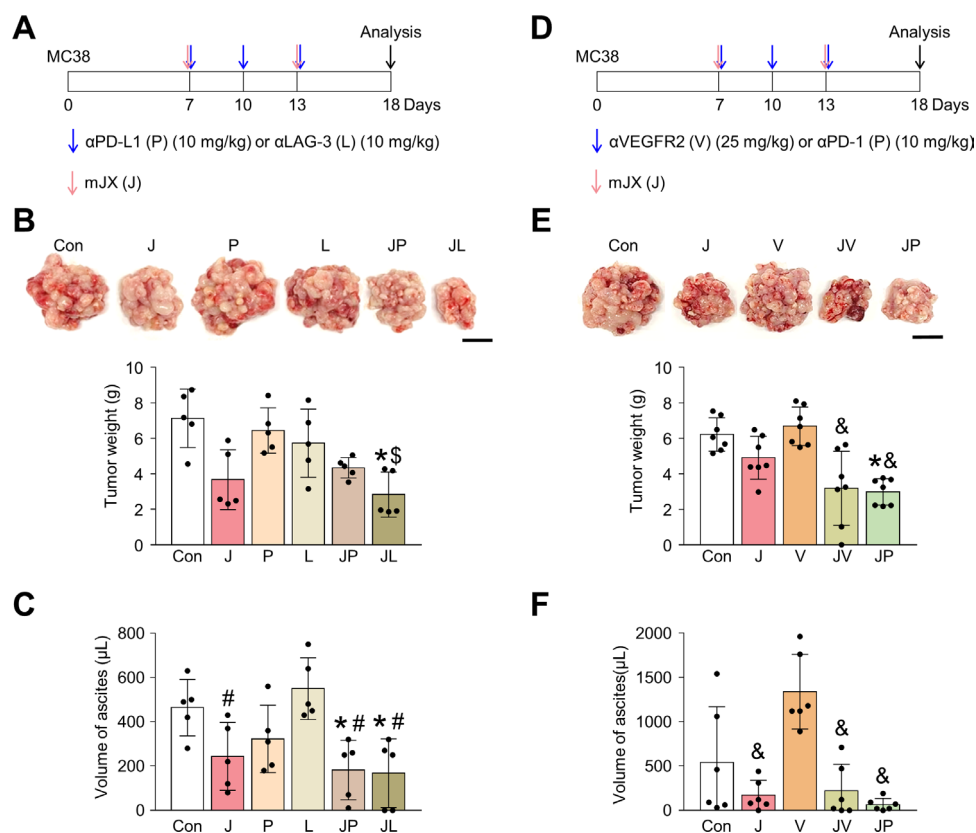 A
MC38
Analysis
0 7 10 13 18 Days
αPD-L1 (P) (10 mg/kg) or αLAG-3 (L) (10 mg/kg)
mJX (J)
B
Con J P L JP JL
Tumor weight (g)
10
8
6
4
2
0
*$
Con J P L JP JL
C
Volume of ascites (μL)
800
600
400
200
0
#
*# *#
Con J P L JP JL
D
MC38
Analysis
0 7 10 13 18 Days
αVEGFR2 (V) (25 mg/kg) or αPD-1 (P) (10 mg/kg)
mJX (J)
E
Con J V JV JP
Tumor weight (g)
10
8
6
4
2
0
&
*&
Con J V JV JP
F
Volume of ascites(μL)
2000
1500
1000
500
0
& & &
Con J V JV JP